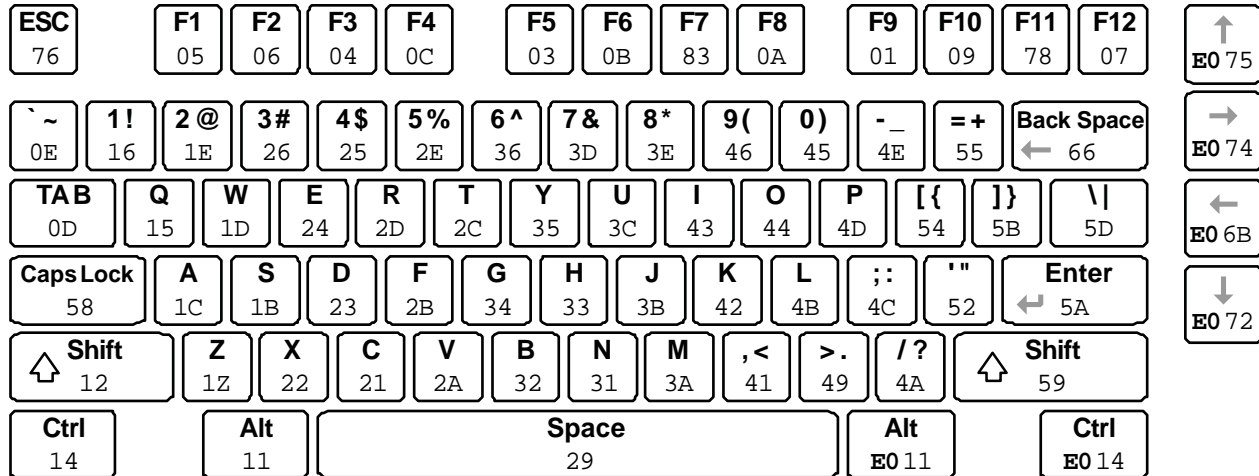 ESC F1 F2 F3 F4 F5 F6 F7 F8 F9 F10 F11 F12 ↑
76 05 06 04 0C 03 0B 83 0A 01 09 78 07 E0 75
` ~ 1! 2@ 3# 4$ 5% 6^ 7& 8* 9( 0) -_ =+ Back Space →
0E 16 1E 26 25 2E 36 3D 3E 46 45 4E 55 ← 66 E0 74
TAB Q W E R T Y U I O P [{ ]} \| ←
0D 15 1D 24 2D 2C 35 3C 43 44 4D 54 5B 5D E0 6B
Caps Lock A S D F G H J K L ;: '" Enter ↓
58 1C 1B 23 2B 34 33 3B 42 4B 4C 52 ↵ 5A E0 72
Shift Z X C V B N M ,< >. /? Shift
12 1Z 22 21 2A 32 31 3A 41 49 4A 59
Ctrl Alt Space Alt Ctrl
14 11 29 E0 11 E0 14